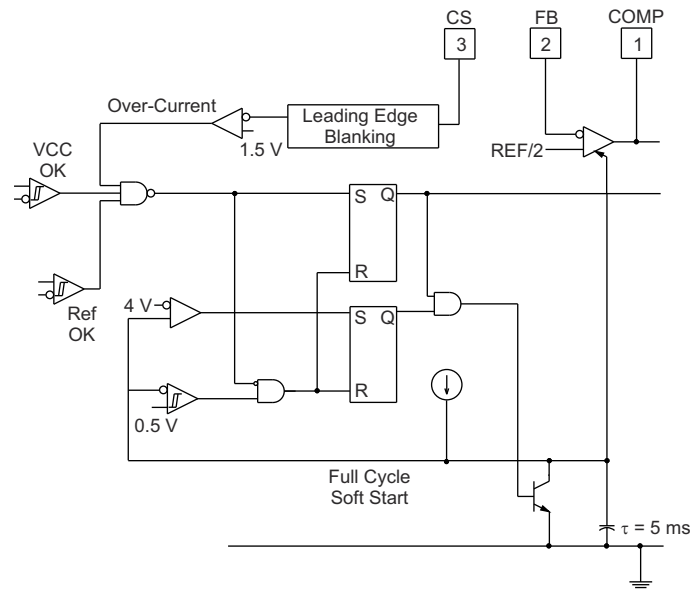 CS
FB
COMP
3
2
1
Over-Current
Leading Edge
Blanking
1.5 V
REF/2
VCC
OK
S Q
R
Ref
OK
4 V
S Q
R
0.5 V
Full Cycle
Soft Start
τ = 5 ms